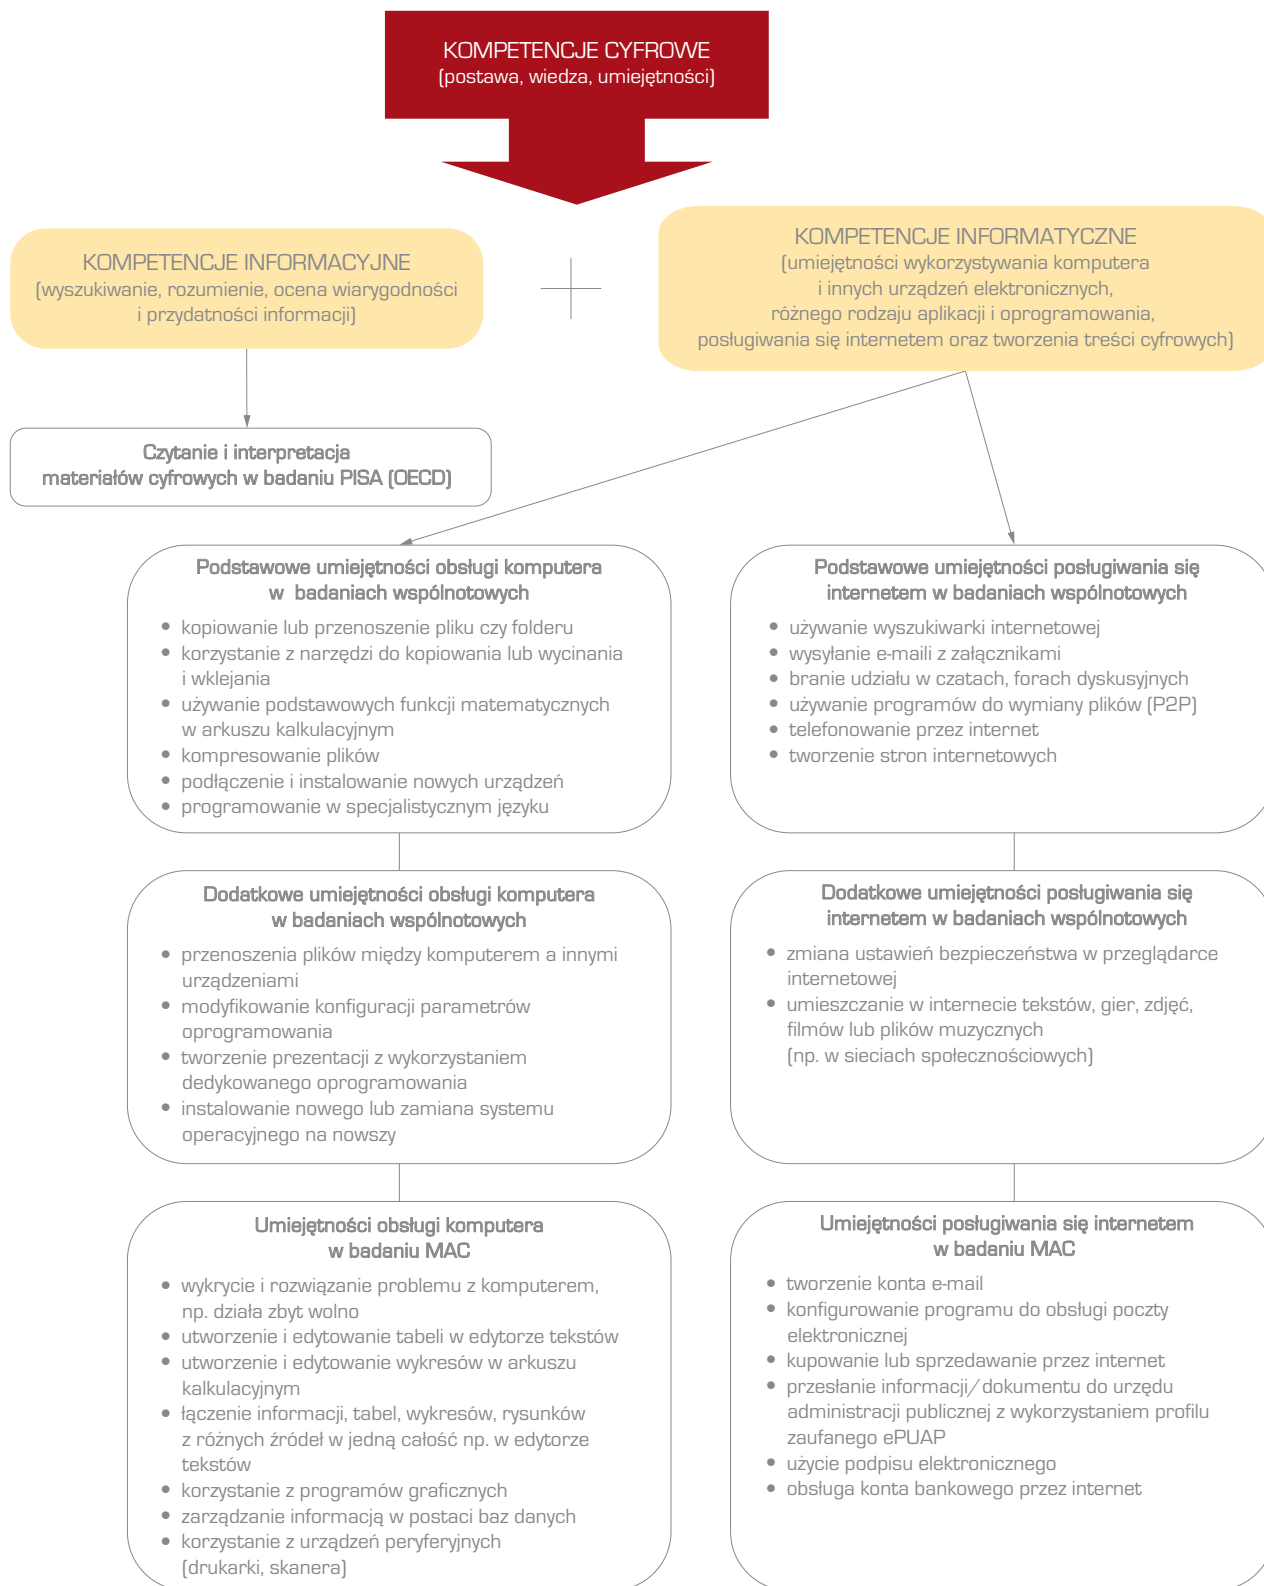 KOMPETENCJE CYFROWE
(postawa, wiedza, umiejętności)
KOMPETENCJE INFORMACYJNE
(wyszukiwanie, rozumienie, ocena wiarygodności
i przydatności informacji)
KOMPETENCJE INFORMATYCZNE
(umiejętności wykorzystywania komputera
i innych urządzeń elektronicznych,
różnego rodzaju aplikacji i oprogramowania,
posługiwania się internetem oraz tworzenia treści cyfrowych)
Czytanie i interpretacja
materiałów cyfrowych w badaniu PISA (OECD)
Podstawowe umiejętności obsługi komputera
w badaniach wspólnotowych
• kopiowanie lub przenoszenie pliku czy folderu
• korzystanie z narzędzi do kopiowania lub wycinania
i wklejania
• używanie podstawowych funkcji matematycznych
w arkuszu kalkulacyjnym
• kompresowanie plików
• podłączenie i instalowanie nowych urządzeń
• programowanie w specjalistycznym języku
Podstawowe umiejętności posługiwania się
internetem w badaniach wspólnotowych
• używanie wyszukiwarki internetowej
• wysyłanie e-maili z załącznikami
• branie udziału w czatach, forach dyskusyjnych
• używanie programów do wymiany plików (P2P)
• telefonowanie przez internet
• tworzenie stron internetowych
Dodatkowe umiejętności obsługi komputera
w badaniach wspólnotowych
• przenoszenia plików między komputerem a innymi
urządzeniami
• modyfikowanie konfiguracji parametrów
oprogramowania
• tworzenie prezentacji z wykorzystaniem
dedykowanego oprogramowania
• instalowanie nowego lub zamiana systemu
operacyjnego na nowszy
Dodatkowe umiejętności posługiwania się
internetem w badaniach wspólnotowych
• zmiana ustawień bezpieczeństwa w przeglądarce
internetowej
• umieszczanie w internecie tekstów, gier, zdjęć,
filmów lub plików muzycznych
(np. w sieciach społecznościowych)
Umiejętności obsługi komputera
w badaniu MAC
• wykrycie i rozwiązanie problemu z komputerem,
np. działa zbyt wolno
• utworzenie i edytowanie tabeli w edytorze tekstów
• utworzenie i edytowanie wykresów w arkuszu
kalkulacyjnym
• łączenie informacji, tabel, wykresów, rysunków
z różnych źródeł w jedną całość np. w edytorze
tekstów
• korzystanie z programów graficznych
• zarządzanie informacją w postaci baz danych
• korzystanie z urządzeń peryferyjnych
(drukarki, skanera)
Umiejętności posługiwania się internetem
w badaniu MAC
• tworzenie konta e-mail
• konfigurowanie programu do obsługi poczty
elektronicznej
• kupowanie lub sprzedawanie przez internet
• przesłanie informacji/dokumentu do urzędu
administracji publicznej z wykorzystaniem profilu
zaufanego ePUAP
• użycie podpisu elektronicznego
• obsługa konta bankowego przez internet